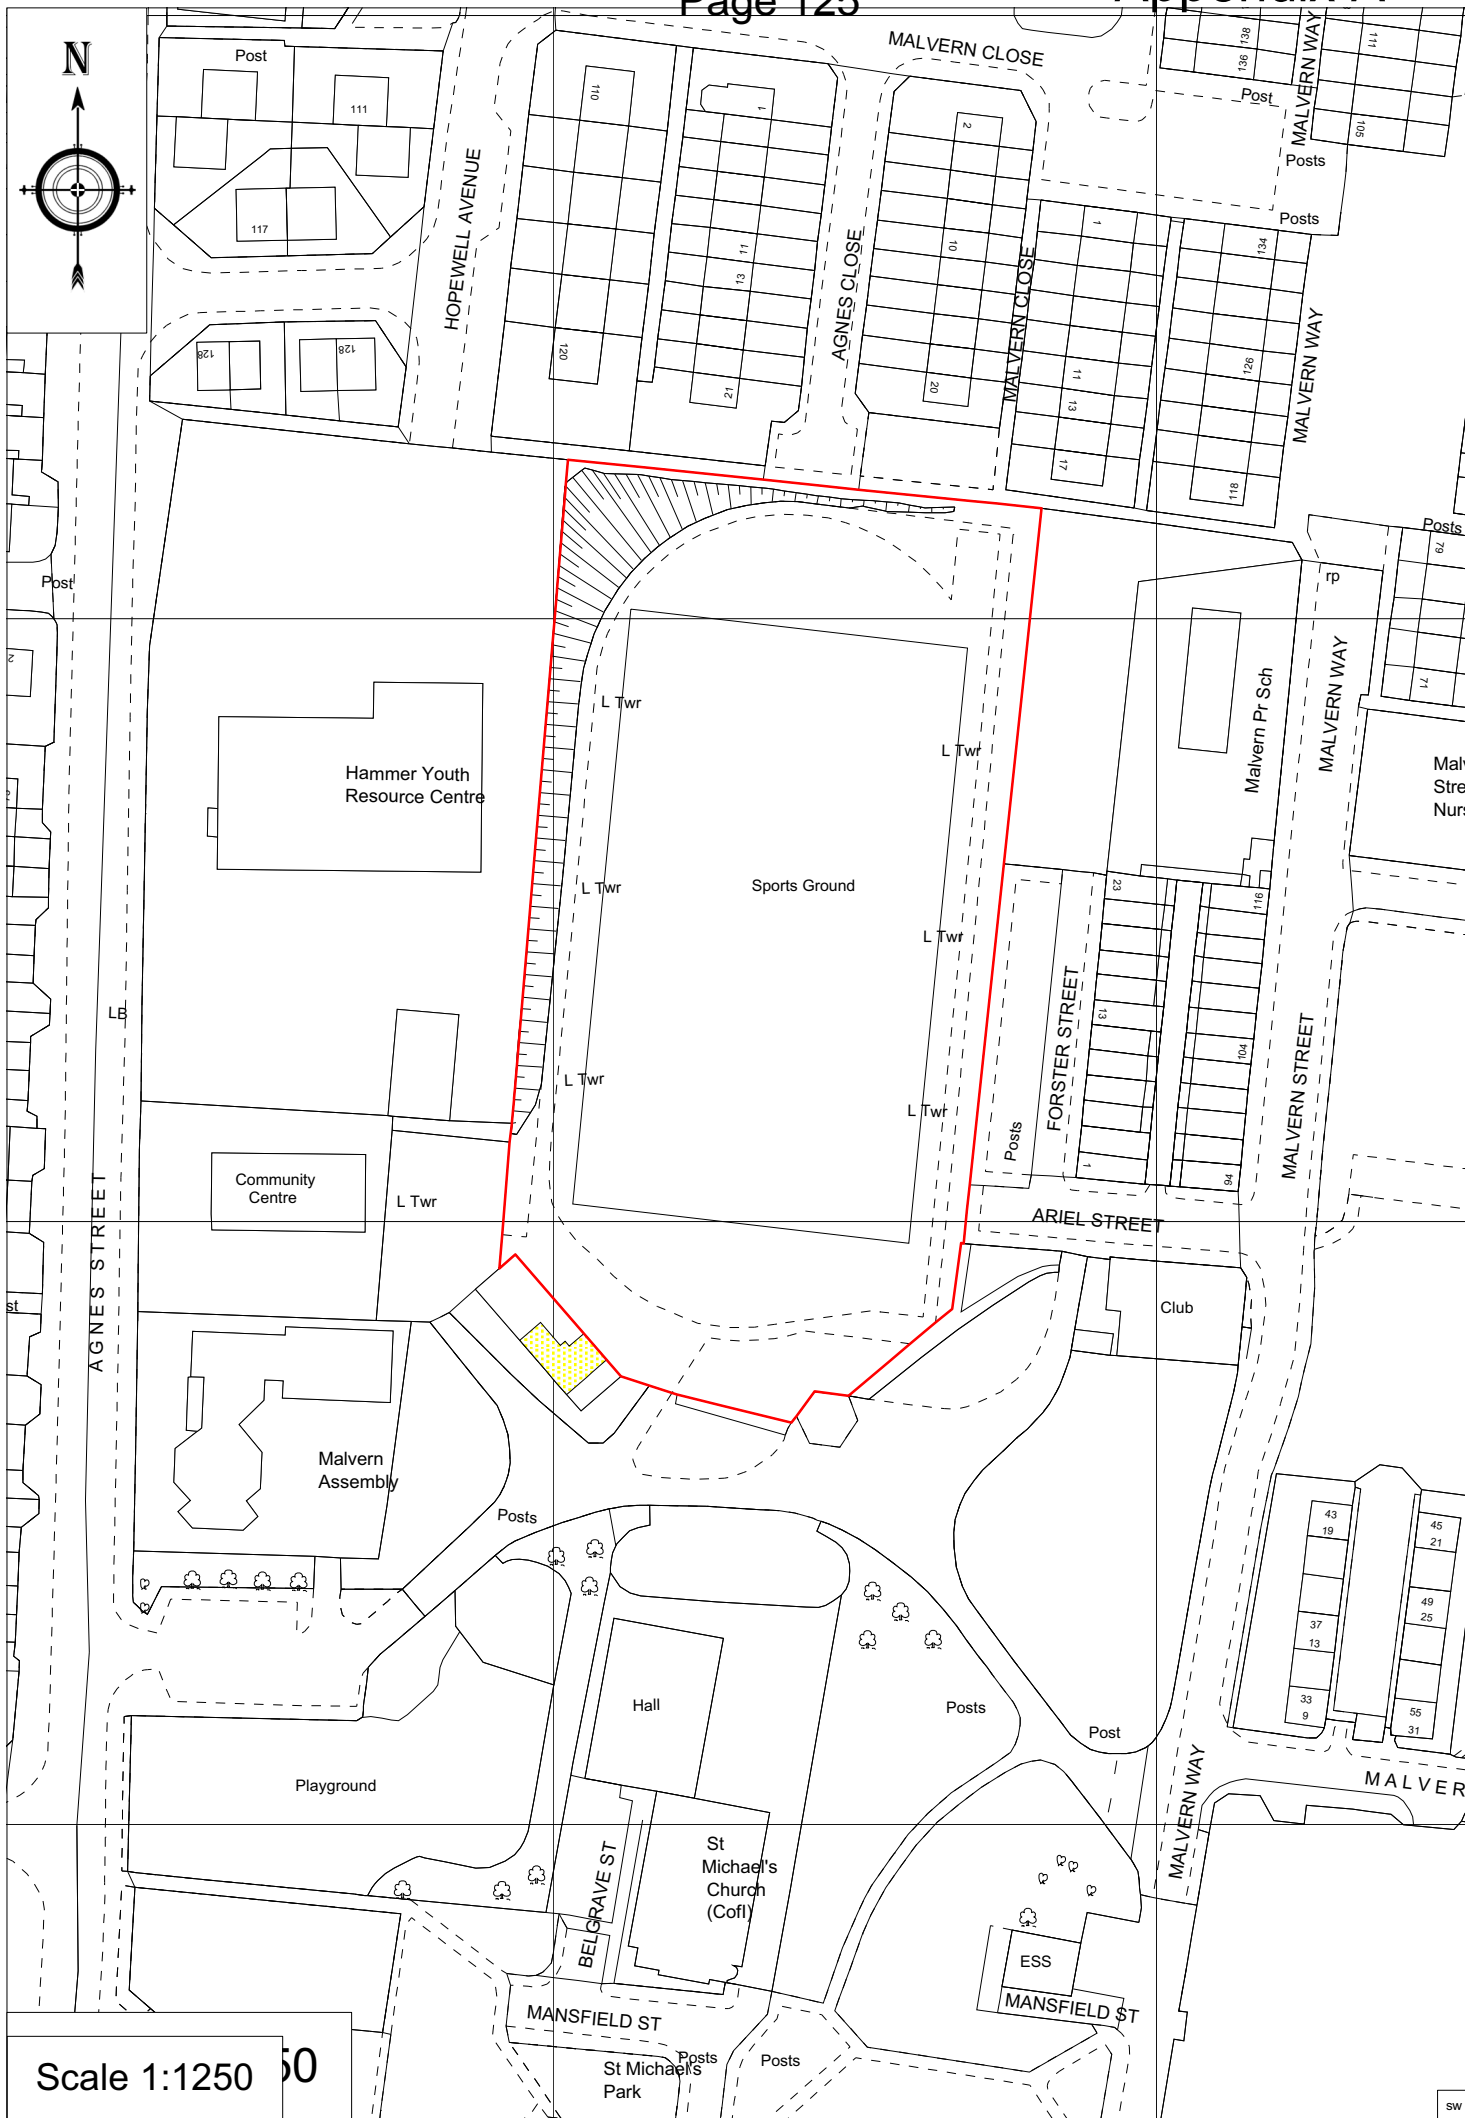 Page 125
N
Post
111
117
128
128
HOPEWELL AVENUE
110
120
1
11
13
21
MALVERN CLOSE
AGNES CLOSE
2
10
20
MALVERN CLOSE
1
11
13
17
138
136
MALVERN WAY
111
105
Post
Posts
Posts
134
126
118
MALVERN WAY
Posts
79
71
rp
Post
2
L Twr
L Twr
Hammer Youth
Resource Centre
Malvern Pr Sch
MALVERN WAY
Sports Ground
L Twr
L Twr
23
116
LB
13
104
FORSTER STREET
MALVERN STREET
L Twr
L Twr
Posts
1
94
Community
Centre
L Twr
AGNES STREET
ARIEL STREET
st
Club
Malvern
Assembly
Posts
43
19
45
21
49
25
37
13
33
9
55
31
Hall
Posts
Post
Playground
MALVERN WAY
MALVER
BELGRAVE ST
St
Michael's
Church
(CofI)
ESS
MANSFIELD ST
MANSFIELD ST
St Michael's
Park
Posts
Posts
Scale 1:1250
50
sw